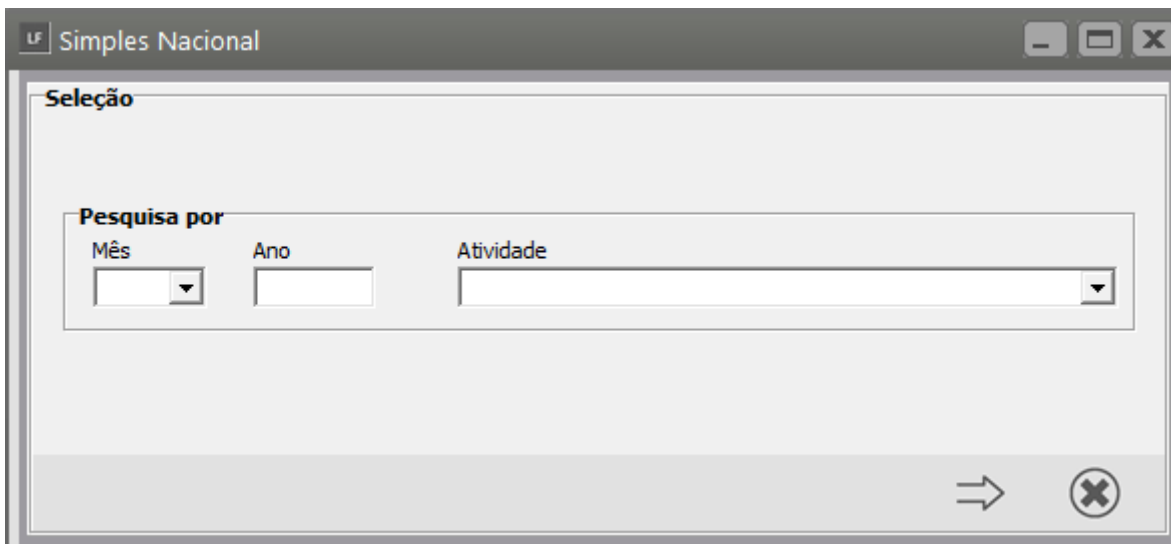 LF Simples Nacional
Seleção
Pesquisa por
Mês Ano Atividade